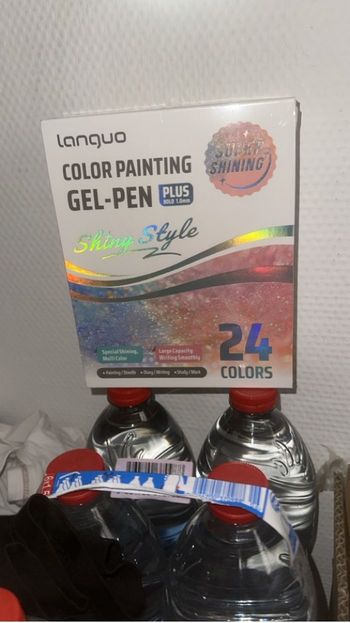 Languo
COLOR PAINTING
GEL-PEN PLUS
BOLD 1.0mm
SUPER
SHINING
Shiny Style
24
COLORS
Special Shining,
Multi Color
Large Capacity
Writing Smoothly
• Painting / Doodle • Diary / Writing • Study / Work